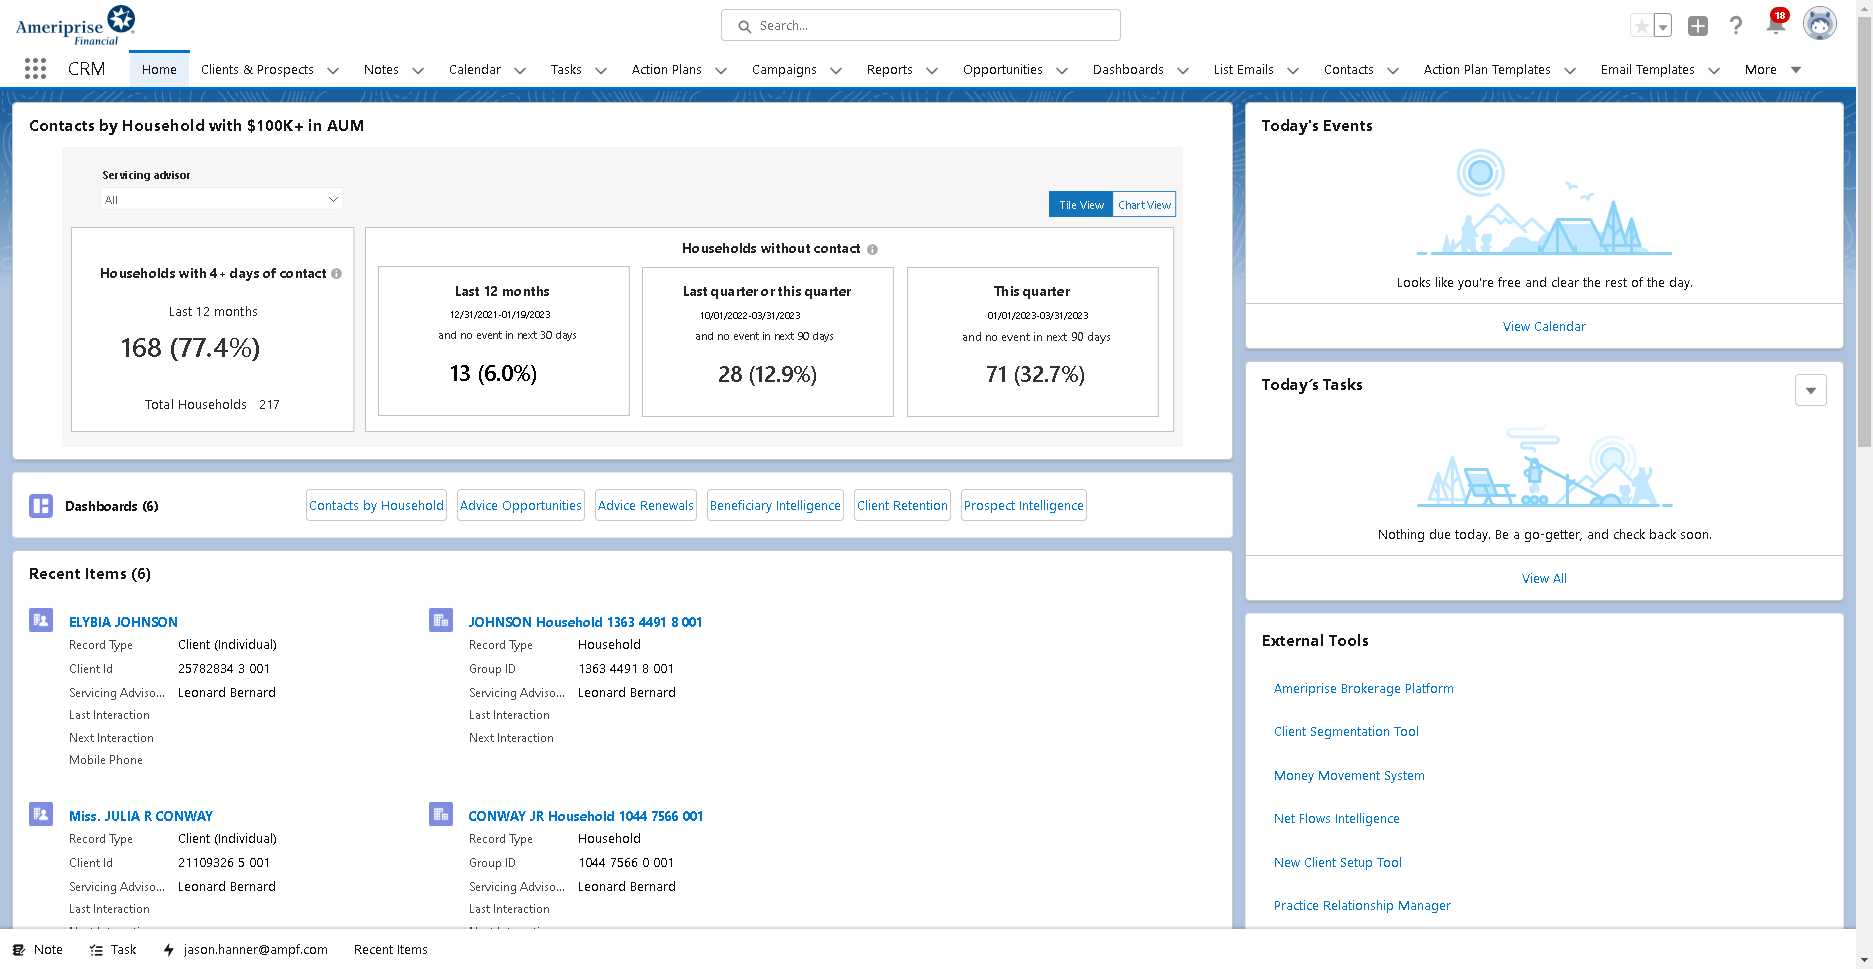 Ameriprise
Financial
Search...
18
CRM
Home
Clients & Prospects
Notes
Calendar
Tasks
Action Plans
Campaigns
Reports
Opportunities
Dashboards
List Emails
Contacts
Action Plan Templates
Email Templates
More
Contacts by Household with $100K+ in AUM
Servicing advisor
All
Tile View
Chart View
Households with 4+ days of contact
Last 12 months
168 (77.4%)
Total Households 217
Households without contact
Last 12 months
12/31/2021-01/19/2023
and no event in next 30 days
13 (6.0%)
Last quarter or this quarter
10/01/2022-03/31/2023
and no event in next 90 days
28 (12.9%)
This quarter
01/01/2023-03/31/2023
and no event in next 90 days
71 (32.7%)
Dashboards (6)
Contacts by Household
Advice Opportunities
Advice Renewals
Beneficiary Intelligence
Client Retention
Prospect Intelligence
Recent Items (6)
ELYBIA JOHNSON
Record Type Client (Individual)
Client Id 25782834 3 001
Servicing Adviso... Leonard Bernard
Last Interaction
Next Interaction
Mobile Phone
JOHNSON Household 1363 4491 8 001
Record Type Household
Group ID 1363 4491 8 001
Servicing Adviso... Leonard Bernard
Last Interaction
Next Interaction
Miss. JULIA R CONWAY
Record Type Client (Individual)
Client Id 21109326 5 001
Servicing Adviso... Leonard Bernard
Last Interaction
CONWAY JR Household 1044 7566 001
Record Type Household
Group ID 1044 7566 0 001
Servicing Adviso... Leonard Bernard
Last Interaction
Today's Events
Looks like you're free and clear the rest of the day.
View Calendar
Today´s Tasks
Nothing due today. Be a go-getter, and check back soon.
View All
External Tools
Ameriprise Brokerage Platform
Client Segmentation Tool
Money Movement System
Net Flows Intelligence
New Client Setup Tool
Practice Relationship Manager
Note
Task
jason.hanner@ampf.com
Recent Items